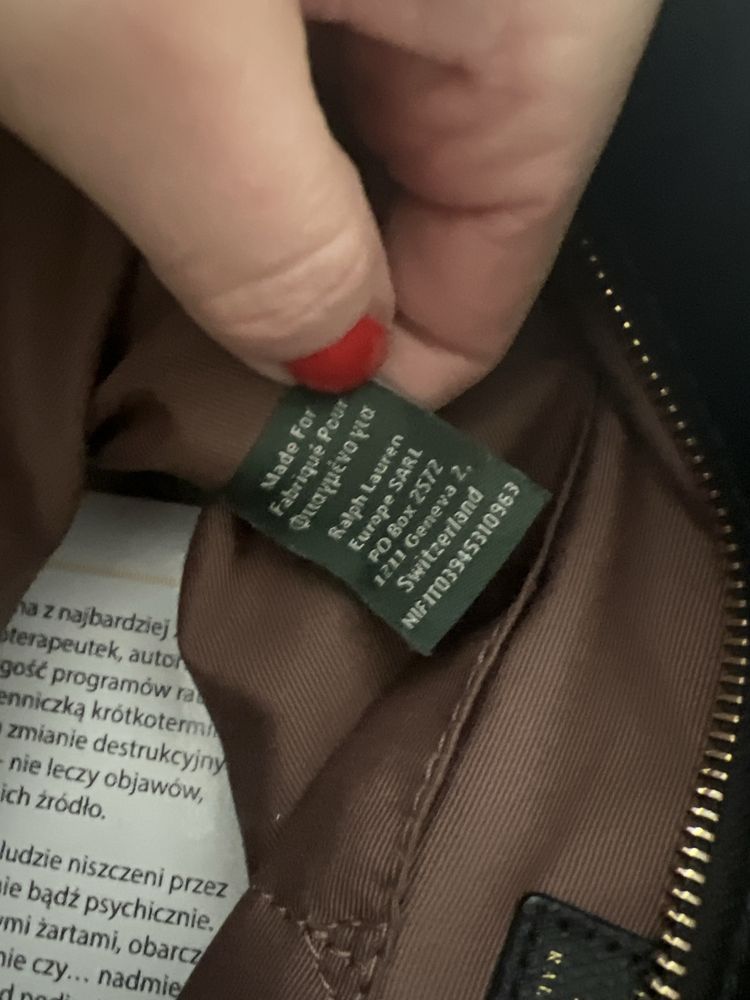 Made For
Fabriqué Pour
Φτιαγμένο για
Ralph Lauren
Europe SARL
PO Box 2572
1211 Geneva 2,
Switzerland
NIF IT03945310963
na z najbardziej
oterapeutek, autor
gość programów ra
enniczką krótkotermi
zmianie destrukcyjny
- nie leczy objawów,
ich źródło.
ludzie niszczeni przez
nie bądź psychicznie.
ymi żartami, obarcz
nie czy... nadmie